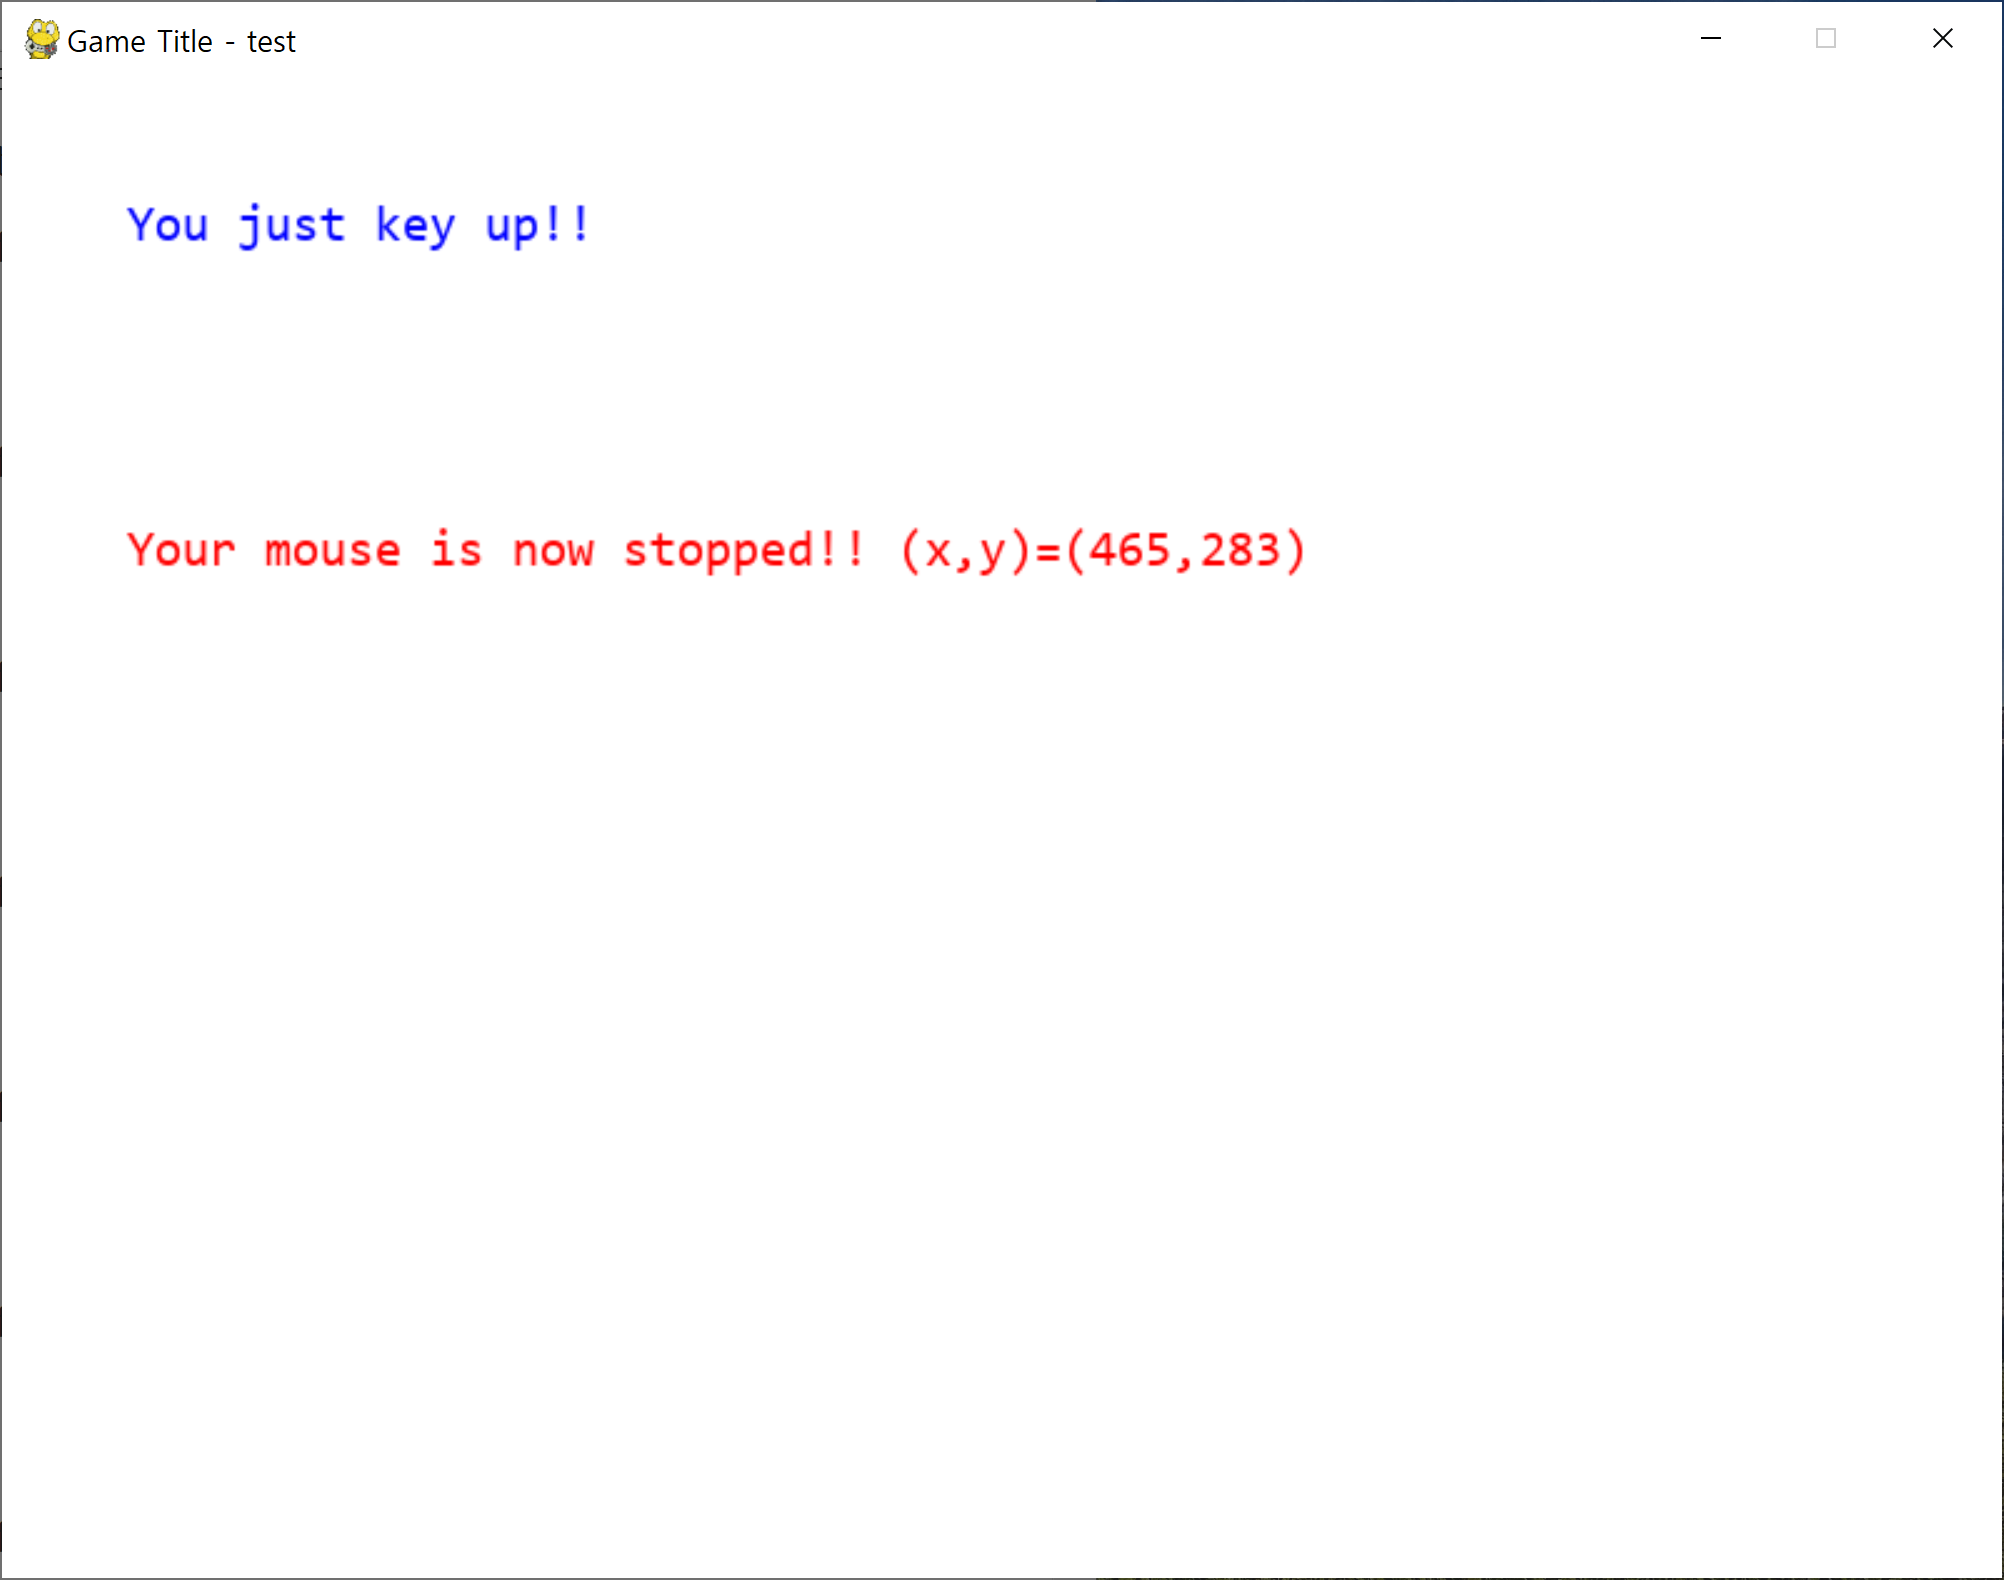 Game Title - test
You just key up!!
Your mouse is now stopped!! (x,y)=(465,283)